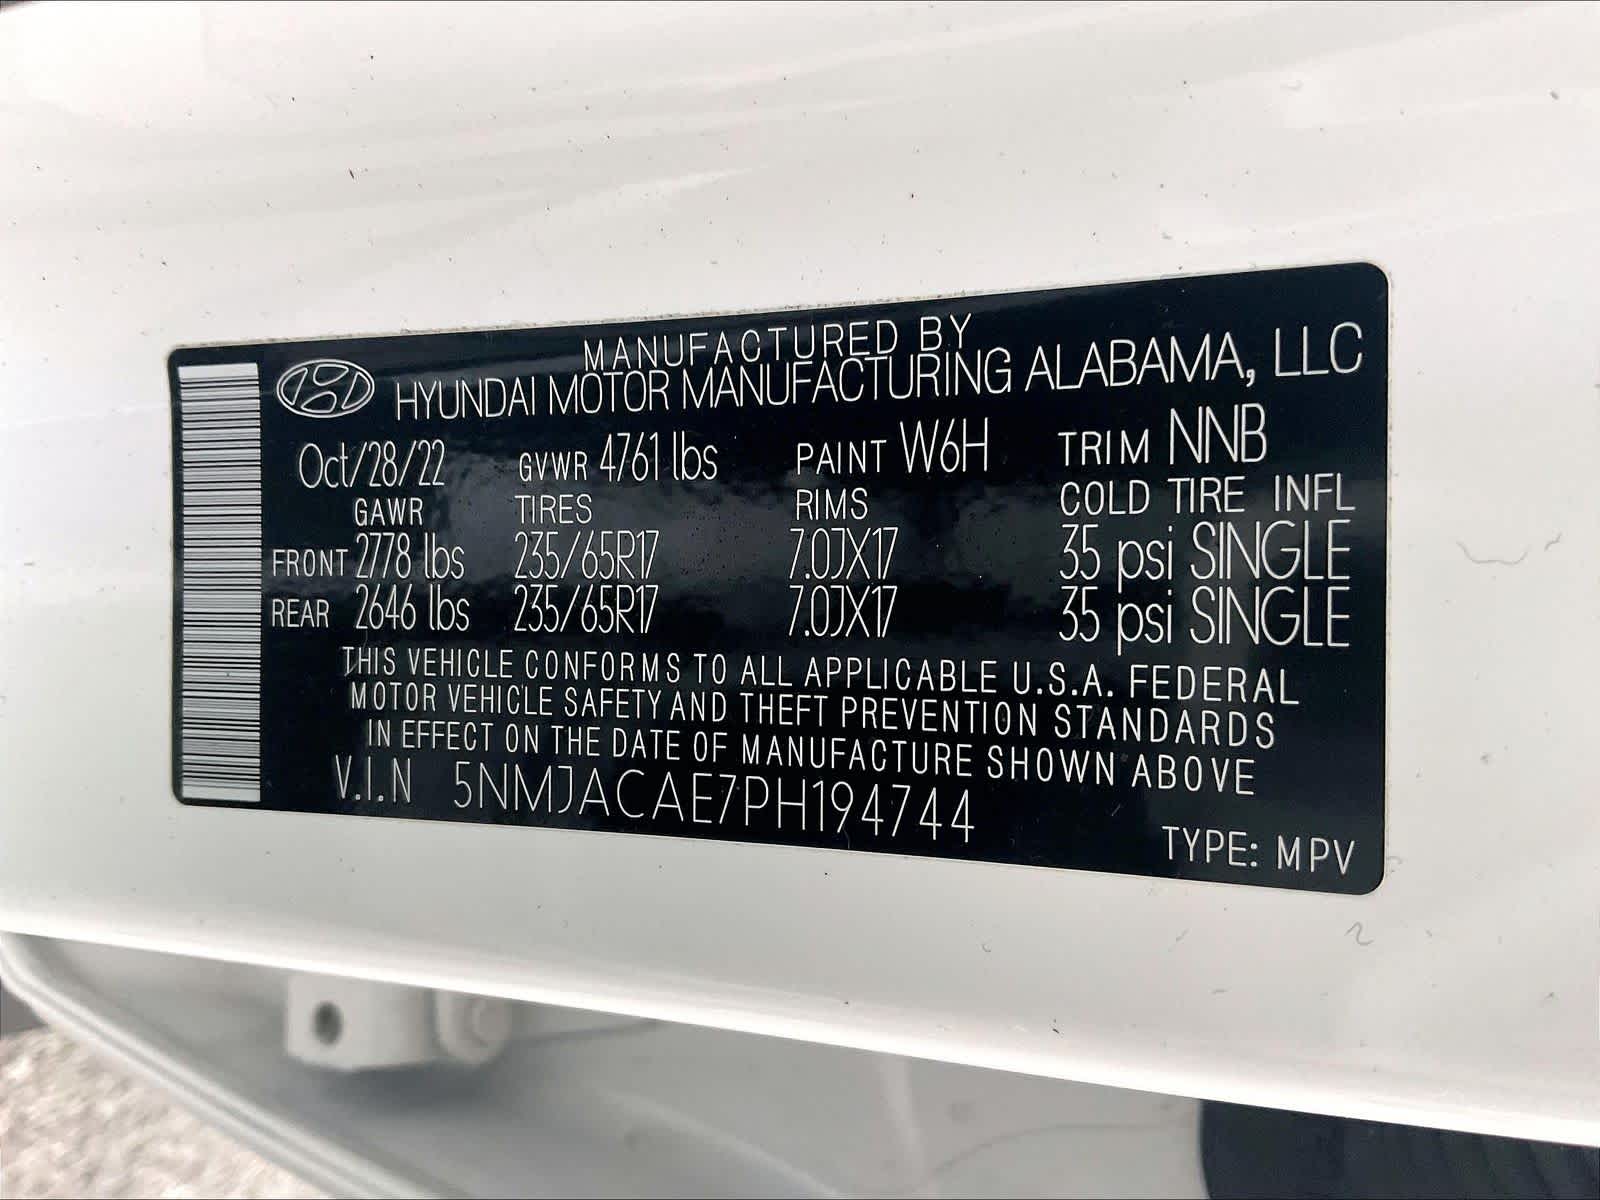 MANUFACTURED BY
HYUNDAI MOTOR MANUFACTURING ALABAMA, LLC
Oct/28/22 GVWR 4761 lbs PAINT W6H TRIM NNB
GAWR TIRES RIMS COLD TIRE INFL
FRONT 2778 lbs 235/65R17 7.0JX17 35 psi SINGLE
REAR 2646 lbs 235/65R17 7.0JX17 35 psi SINGLE
THIS VEHICLE CONFORMS TO ALL APPLICABLE U.S.A. FEDERAL
MOTOR VEHICLE SAFETY AND THEFT PREVENTION STANDARDS
IN EFFECT ON THE DATE OF MANUFACTURE SHOWN ABOVE
V.I.N 5NMJACAE7PH194744
TYPE: MPV